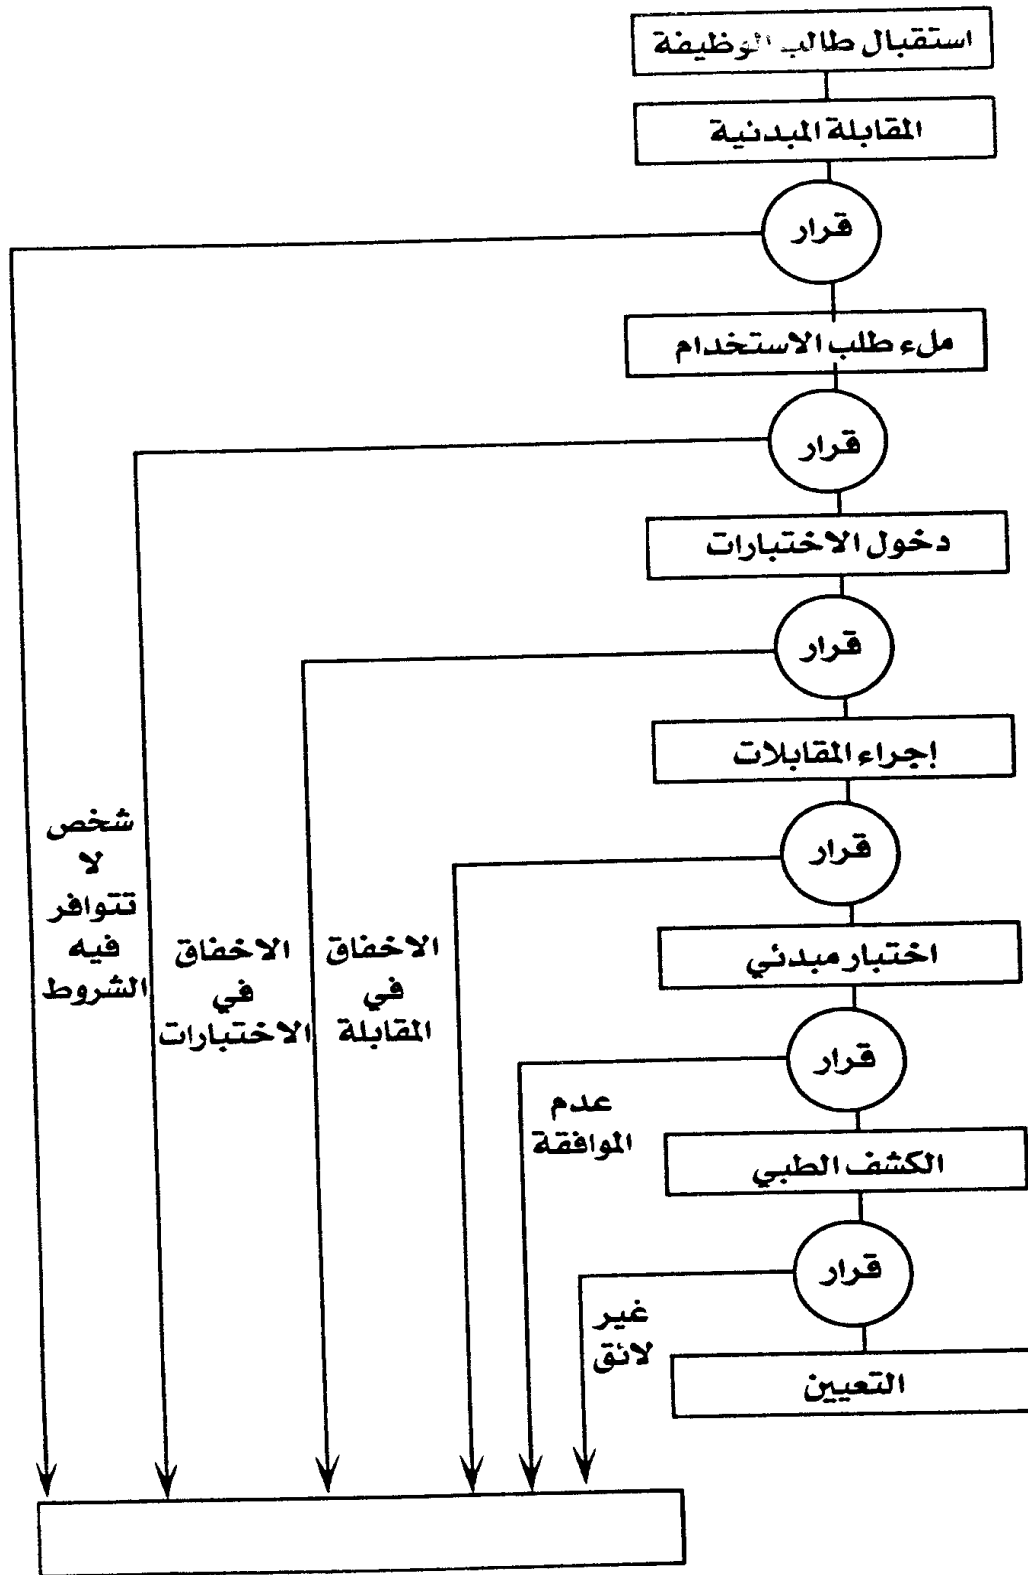 استقبال طالب الوظيفة
المقابلة المبدئية
قرار
ملء طلب الاستخدام
قرار
دخول الاختبارات
قرار
إجراء المقابلات
قرار
اختبار مبدئي
قرار
الكشف الطبي
قرار
التعيين
شخص
لا
تتوافر
فيه
الشروط
الاخفاق
في
الاختبارات
الاخفاق
في
المقابلة
عدم
الموافقة
غير
لائق